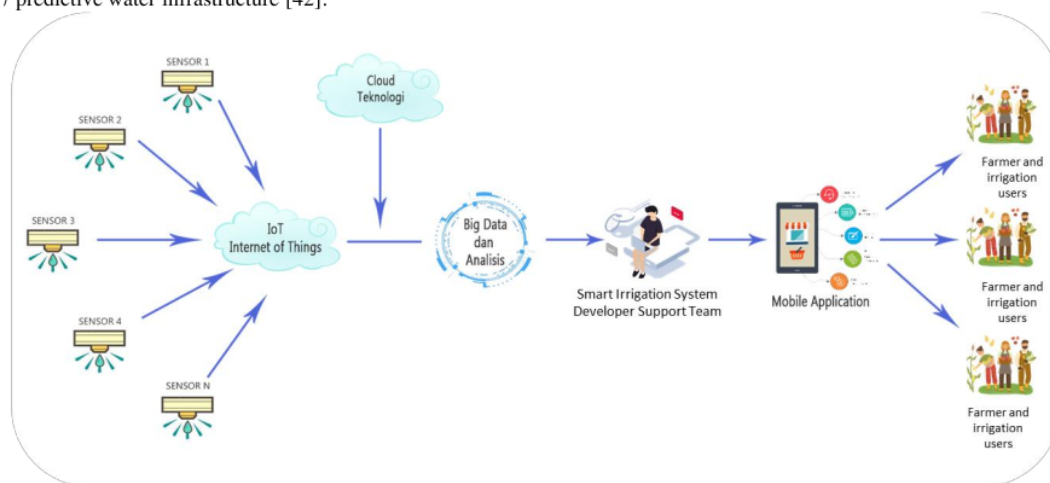 / predictive water infrastructure [42].
SENSOR 1
Cloud
Teknologi
SENSOR 2
SENSOR 3
IoT
Internet of Things
Big Data
dan
Analisis
SENSOR 4
SENSOR N
Smart Irrigation System
Developer Support Team
Mobile Application
Farmer and
irrigation
users
Farmer and
irrigation
users
Farmer and
irrigation
users